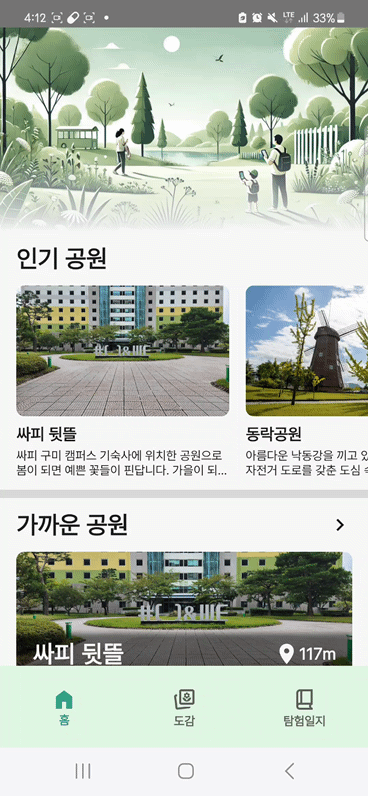 4:12
LTE
33%
인기 공원
싸피 뒷뜰
싸피 구미 캠퍼스 기숙사에 위치한 공원으로
봄이 되면 예쁜 꽃들이 핀답니다. 가을이 되...
동락공원
아름다운 낙동강을 끼고 있
자전거 도로를 갖춘 도심 속
가까운 공원
싸피 뒷뜰
117m
홈
도감
탐험일지